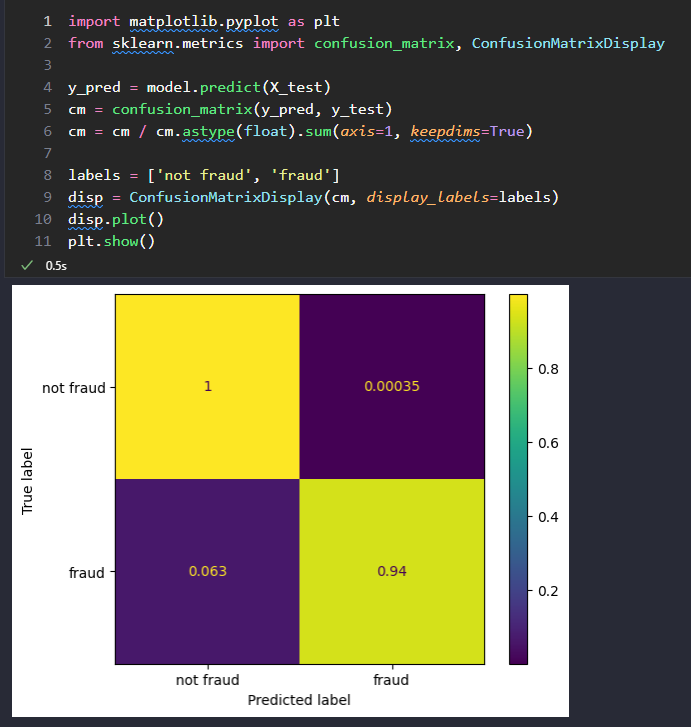 1 import matplotlib.pyplot as plt
2 from sklearn.metrics import confusion_matrix, ConfusionMatrixDisplay
3
4 y_pred = model.predict(X_test)
5 cm = confusion_matrix(y_pred, y_test)
6 cm = cm / cm.astype(float).sum(axis=1, keepdims=True)
7
8 labels = ['not fraud', 'fraud']
9 disp = ConfusionMatrixDisplay(cm, display_labels=labels)
10 disp.plot()
11 plt.show()
0.5s
True label
not fraud
1
0.00035
fraud
0.063
0.94
not fraud
fraud
Predicted label
0.8
0.6
0.4
0.2